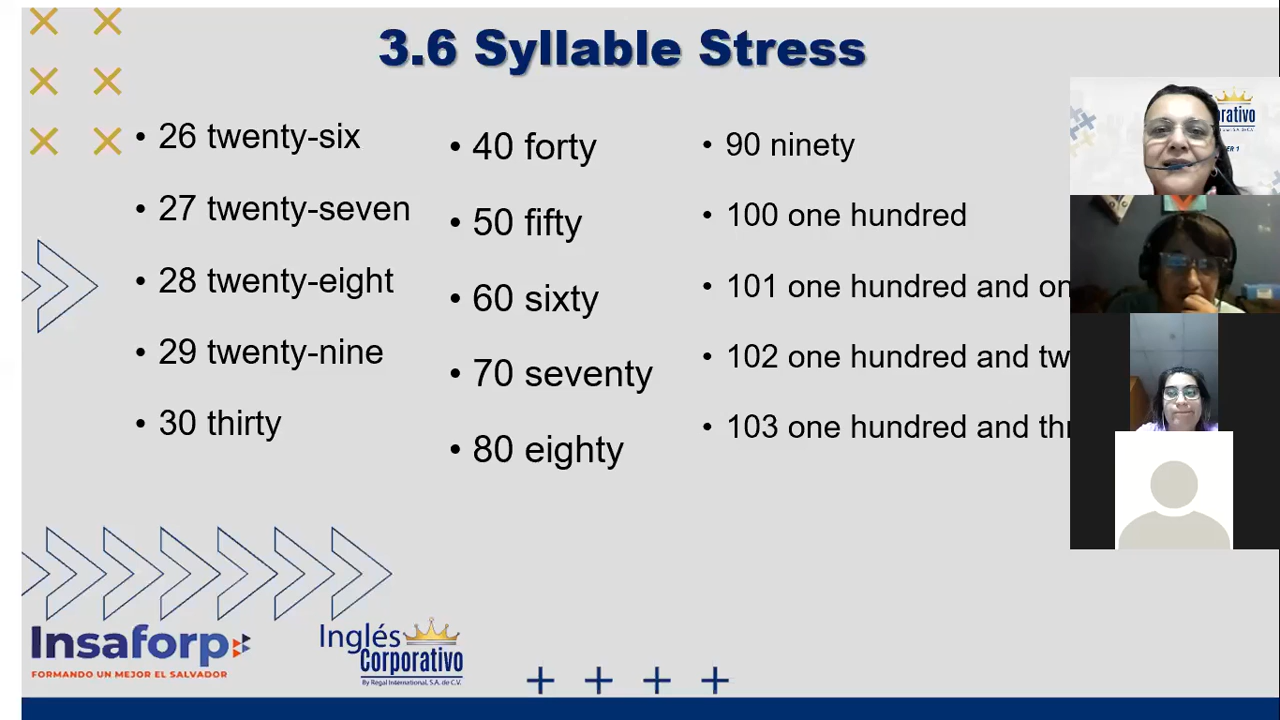 3.6 Syllable Stress
• 26 twenty-six
• 27 twenty-seven
• 28 twenty-eight
• 29 twenty-nine
• 30 thirty
• 40 forty
• 50 fifty
• 60 sixty
• 70 seventy
• 80 eighty
• 90 ninety
• 100 one hundred
• 101 one hundred and on
• 102 one hundred and tw
• 103 one hundred and thr
Insaforp
FORMANDO UN MEJOR EL SALVADOR
Inglés
Corporativo
By Regal International, S.A. de C.V.